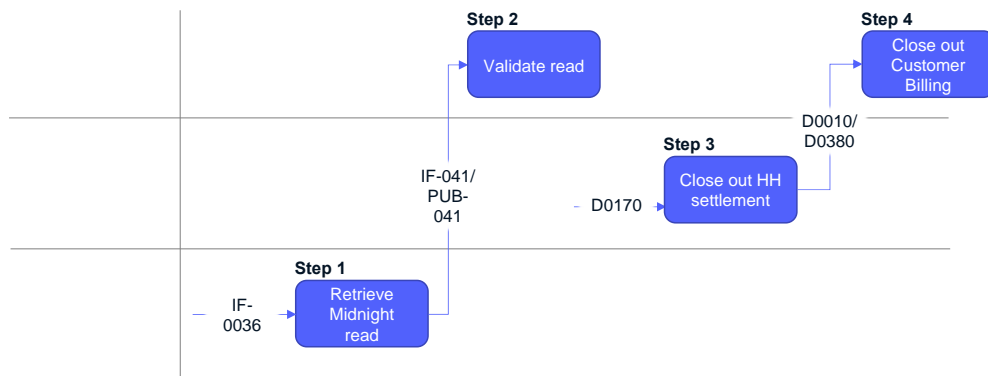 Step 2
Validate read
Step 4
Close out
Customer
Billing
D0010/
D0380
Step 3
Close out HH
settlement
D0170
IF-041/
PUB-
041
Step 1
Retrieve
Midnight
read
IF-
0036